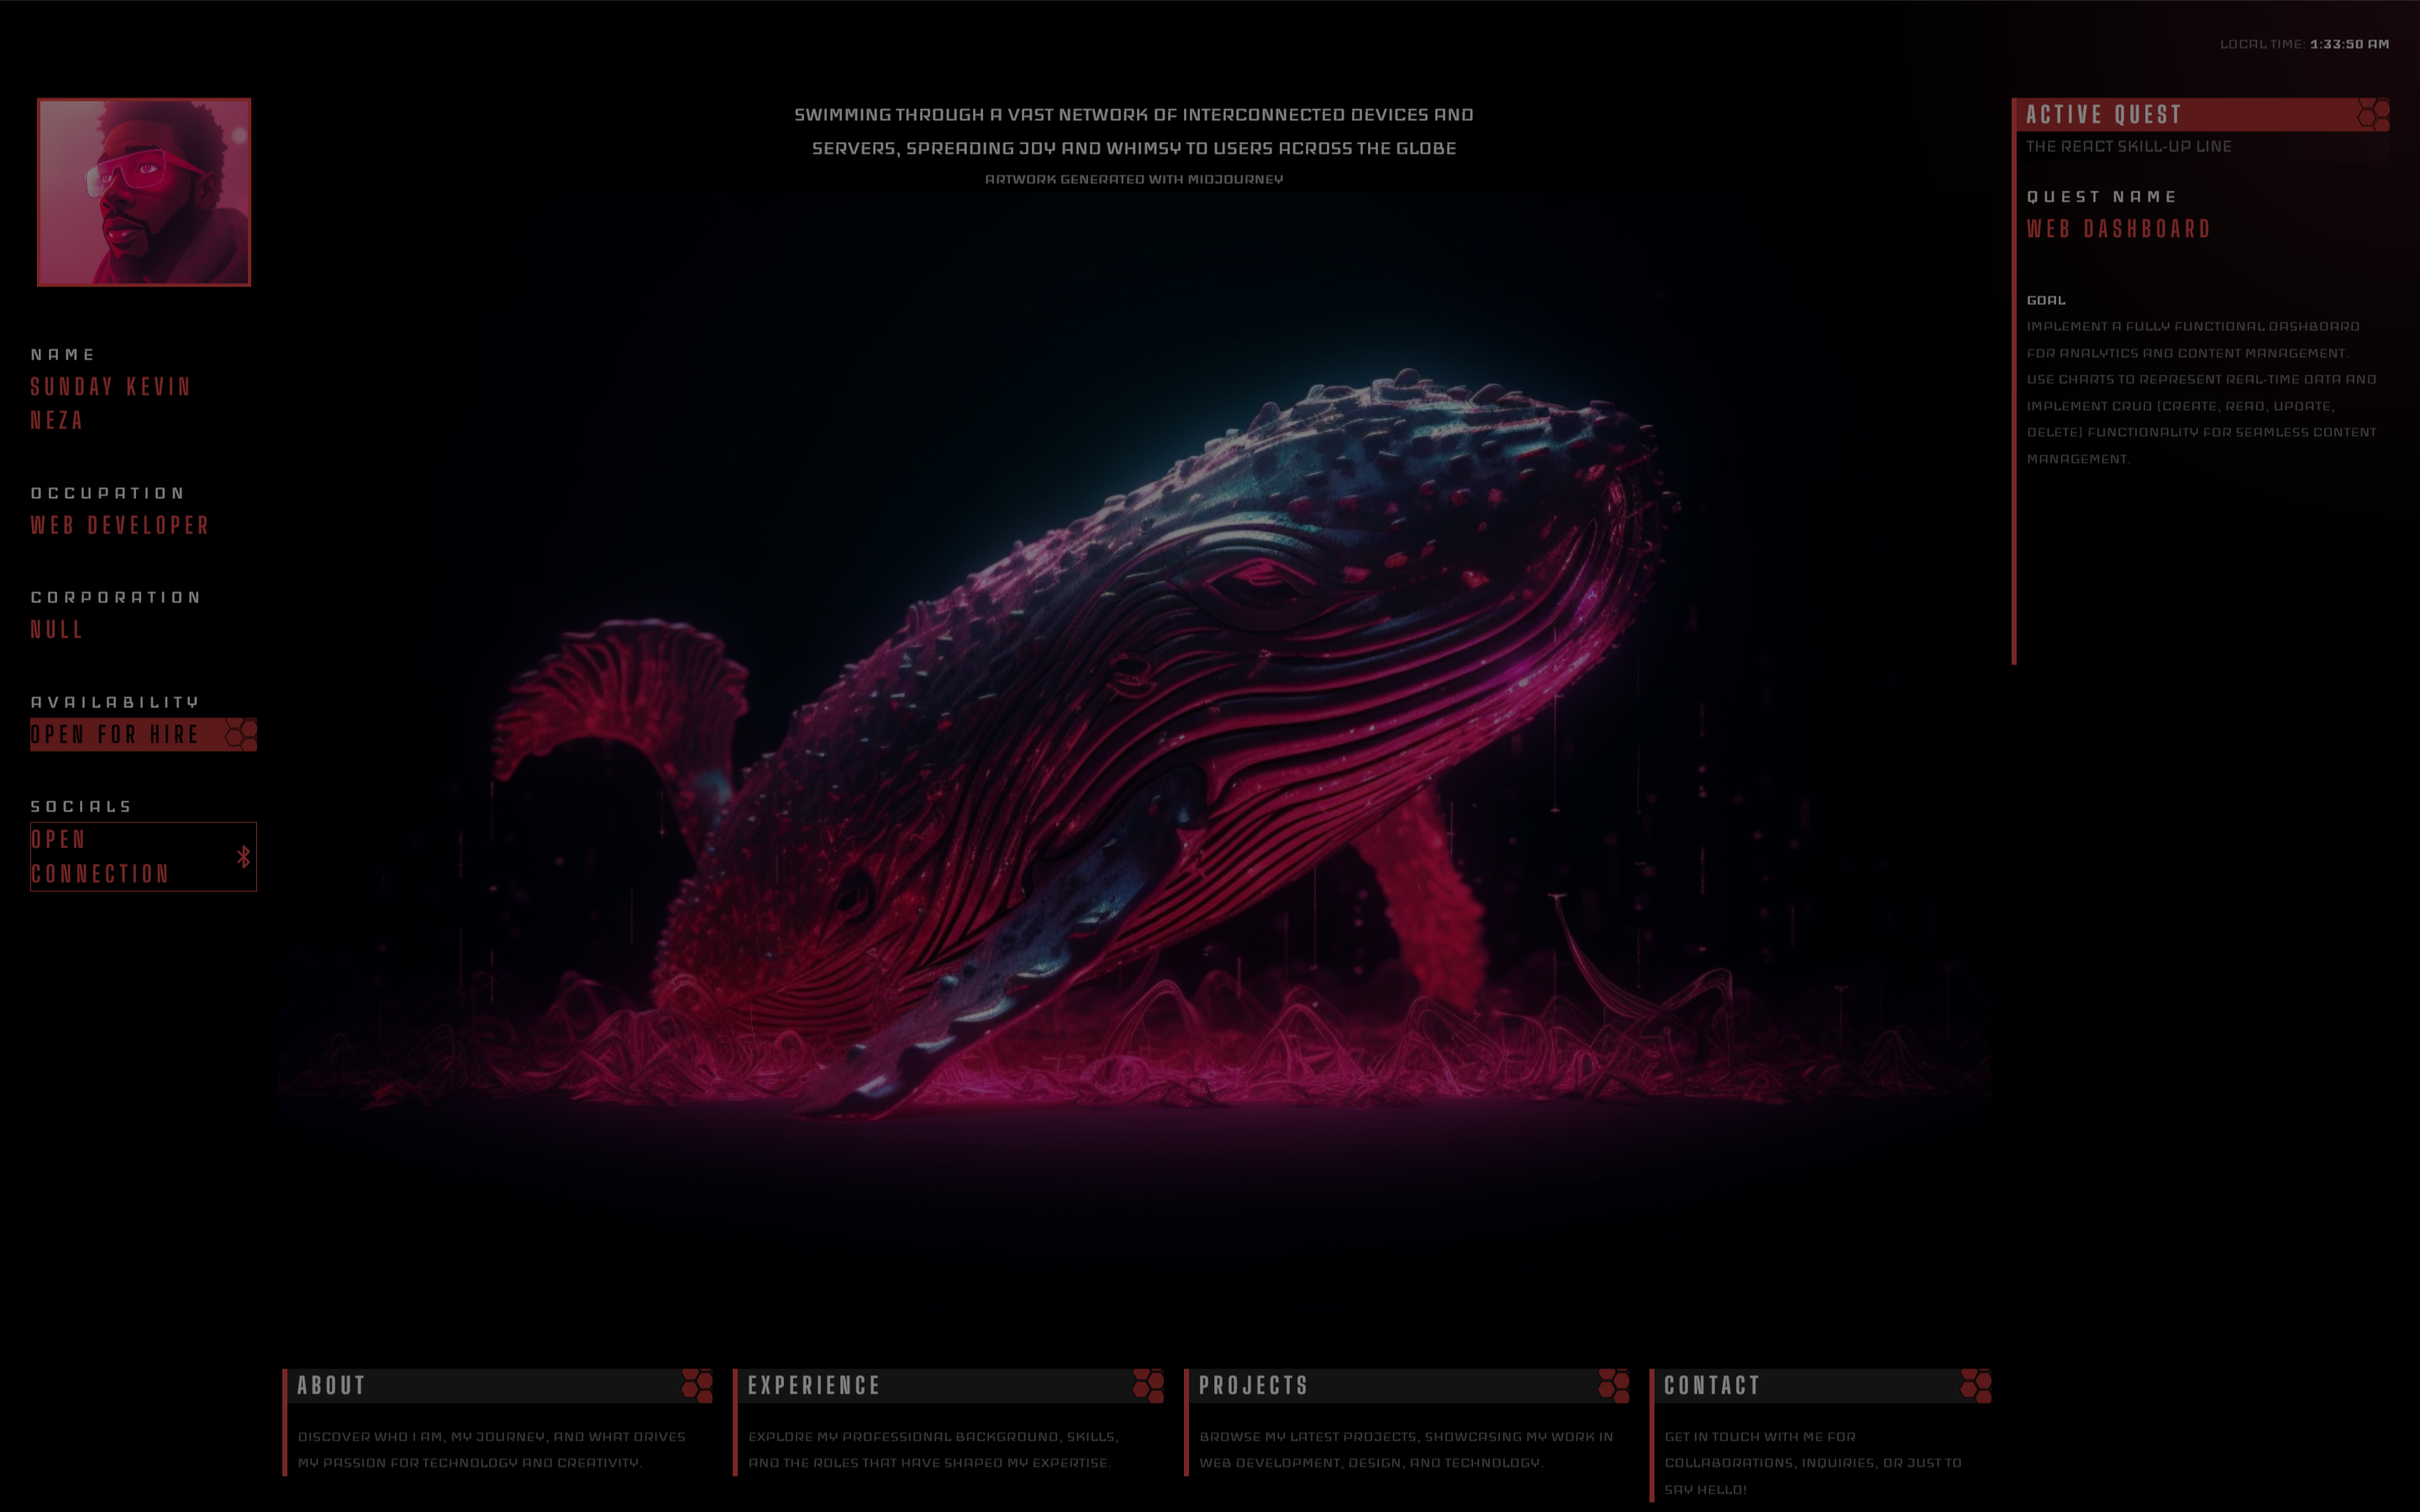 LOCAL TIME: 1:33:50 AM
SWIMMING THROUGH A VAST NETWORK OF INTERCONNECTED DEVICES AND
SERVERS, SPREADING JOY AND WHIMSY TO USERS ACROSS THE GLOBE
ARTWORK GENERATED WITH MIDJOURNEY
NAME
SUNDAY KEVIN
NEZA
OCCUPATION
WEB DEVELOPER
CORPORATION
NULL
AVAILABILITY
OPEN FOR HIRE
SOCIALS
OPEN
CONNECTION
ACTIVE QUEST
THE REACT SKILL-UP LINE
QUEST NAME
WEB DASHBOARD
GOAL
IMPLEMENT A FULLY FUNCTIONAL DASHBOARD
FOR ANALYTICS AND CONTENT MANAGEMENT.
USE CHARTS TO REPRESENT REAL-TIME DATA AND
IMPLEMENT CRUD (CREATE, READ, UPDATE,
DELETE) FUNCTIONALITY FOR SEAMLESS CONTENT
MANAGEMENT.
ABOUT
DISCOVER WHO I AM, MY JOURNEY, AND WHAT DRIVES
MY PASSION FOR TECHNOLOGY AND CREATIVITY.
EXPERIENCE
EXPLORE MY PROFESSIONAL BACKGROUND, SKILLS,
AND THE ROLES THAT HAVE SHAPED MY EXPERTISE.
PROJECTS
BROWSE MY LATEST PROJECTS, SHOWCASING MY WORK IN
WEB DEVELOPMENT, DESIGN, AND TECHNOLOGY.
CONTACT
GET IN TOUCH WITH ME FOR
COLLABORATIONS, INQUIRIES, OR JUST TO
SAY HELLO!